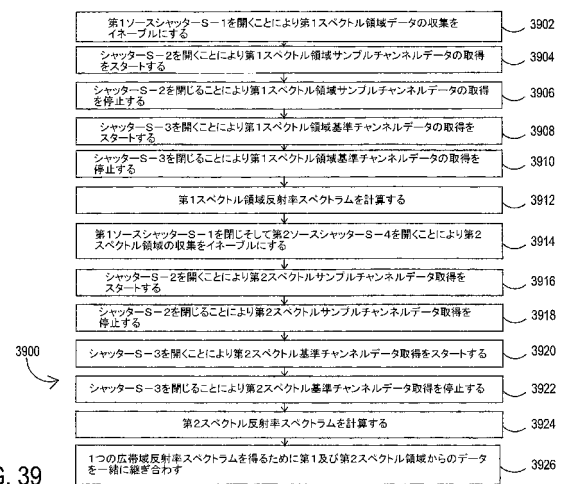 第1ソースシャッターS-1を開くことにより第1スペクトル領域データの収集を
イネーブルにする
3902
シャッターS-2を開くことにより第1スペクトル領域サンプルチャンネルデータの取得
をスタートする
3904
シャッターS-2を閉じることにより第1スペクトル領域サンプルチャンネルデータの取得
を停止する
3906
シャッターS-3を開くことにより第1スペクトル領域基準チャンネルデータの取得を
スタートする
3908
シャッターS-3を閉じることにより第1スペクトル領域基準チャンネルデータの取得を
停止する
3910
第1スペクトル領域反射率スペクトラムを計算する
3912
第1ソースシャッターS-1を閉じそして第2ソースシャッターS-4を開くことにより第2
スペクトル領域の収集をイネーブルにする
3914
シャッターS-2を開くことにより第2スペクトルサンプルチャンネルデータ取得を
スタートする
3916
シャッターS-2を閉じることにより第2スペクトルサンプルチャンネルデータ取得を
停止する
3918
シャッターS-3を開くことにより第2スペクトル基準チャンネルデータ取得をスタートする
3920
3900
シャッターS-3を閉じることにより第2スペクトル基準チャンネルデータ取得を停止する
3922
第2スペクトル反射率スペクトラムを計算する
3924
1つの広帯域反射率スペクトラムを得るために第1及び第2スペクトル領域からのデータ
を一緒に継ぎ合わす
3926
G. 39